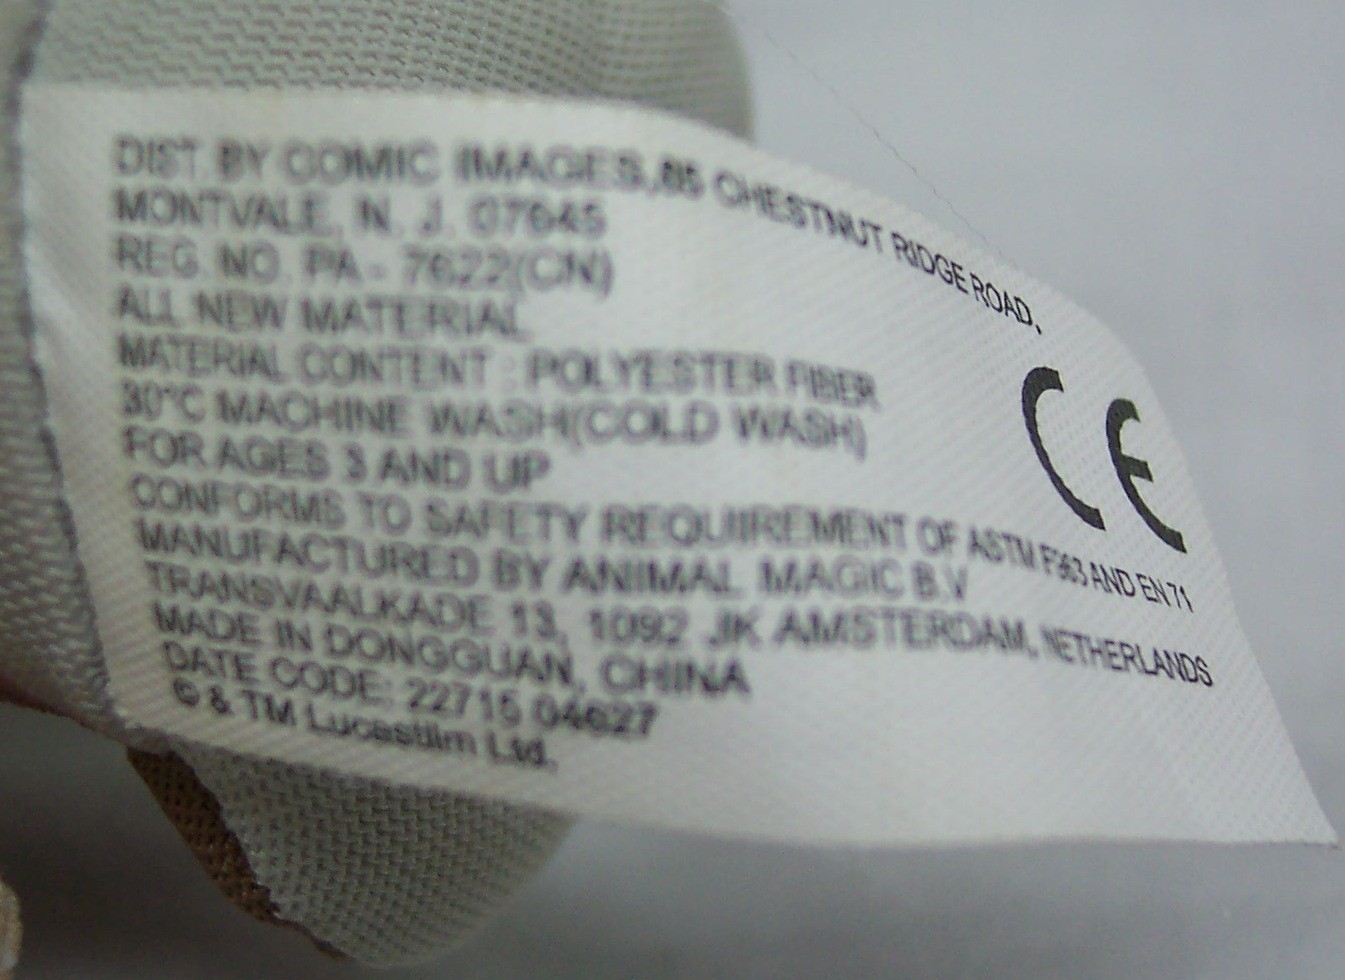 DIST. BY COMIC IMAGES,85 CHESTNUT RIDGE ROAD,
MONTVALE, N. J. 07645
REG. NO. PA - 7622(CN)
ALL NEW MATERIAL
MATERIAL CONTENT : POLYESTER FIBER
30°C MACHINE WASH(COLD WASH)
FOR AGES 3 AND UP
CONFORMS TO SAFETY REQUIREMENT OF ASTM F963 AND EN71
MANUFACTURED BY ANIMAL MAGIC B.V
TRANSVAALKADE 13, 1092 JK AMSTERDAM, NETHERLANDS
MADE IN DONGGUAN, CHINA
DATE CODE: 22715 04627
© & TM Lucasfilm Ltd.
CE